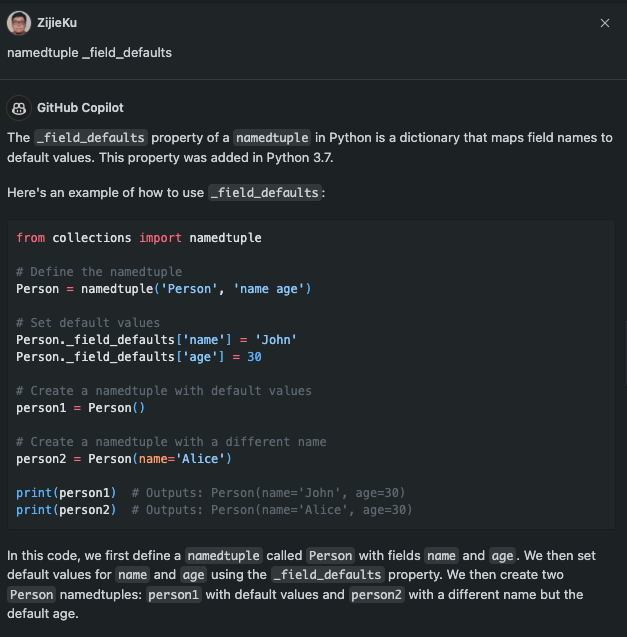 ZijieKu
namedtuple _field_defaults
GitHub Copilot
The _field_defaults property of a namedtuple in Python is a dictionary that maps field names to
default values. This property was added in Python 3.7.
Here's an example of how to use _field_defaults:
from collections import namedtuple
# Define the namedtuple
Person = namedtuple('Person', 'name age')
# Set default values
Person._field_defaults['name'] = 'John'
Person._field_defaults['age'] = 30
# Create a namedtuple with default values
person1 = Person()
# Create a namedtuple with a different name
person2 = Person(name='Alice')
print(person1)  # Outputs: Person(name='John', age=30)
print(person2)  # Outputs: Person(name='Alice', age=30)
In this code, we first define a namedtuple called Person with fields name and age. We then set
default values for name and age using the _field_defaults property. We then create two
Person namedtuples: person1 with default values and person2 with a different name but the
default age.